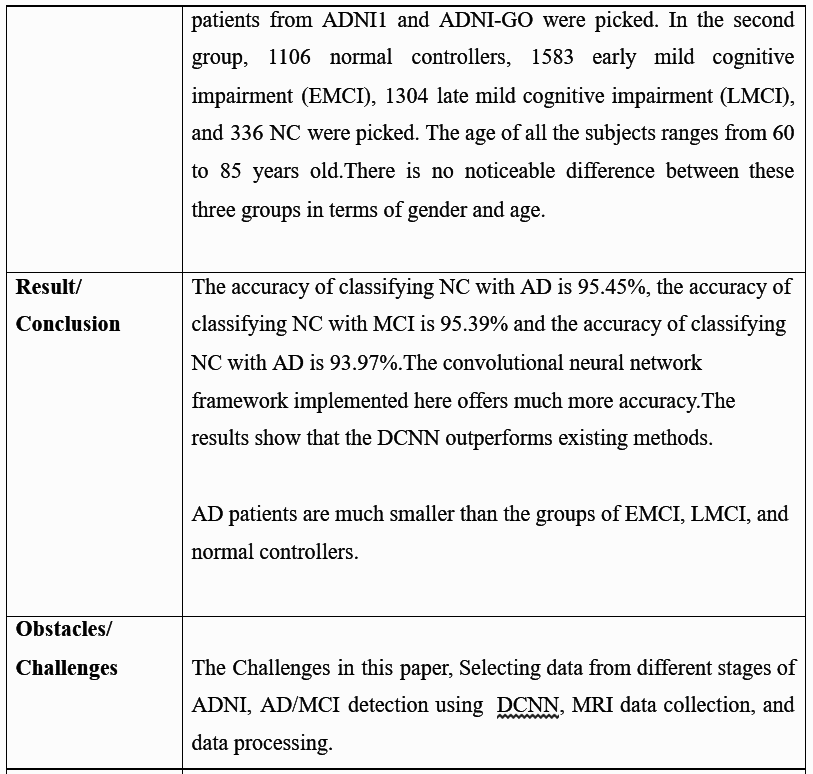 patients from ADNI1 and ADNI-GO were picked. In the second
group, 1106 normal controllers, 1583 early mild cognitive
impairment (EMCI), 1304 late mild cognitive impairment (LMCI),
and 336 NC were picked. The age of all the subjects ranges from 60
to 85 years old.There is no noticeable difference between these
three groups in terms of gender and age.
Result/
Conclusion
The accuracy of classifying NC with AD is 95.45%, the accuracy of
classifying NC with MCI is 95.39% and the accuracy of classifying
NC with AD is 93.97%.The convolutional neural network
framework implemented here offers much more accuracy.The
results show that the DCNN outperforms existing methods.
AD patients are much smaller than the groups of EMCI, LMCI, and
normal controllers.
Obstacles/
Challenges
The Challenges in this paper, Selecting data from different stages of
ADNI, AD/MCI detection using DCNN, MRI data collection, and
data processing.